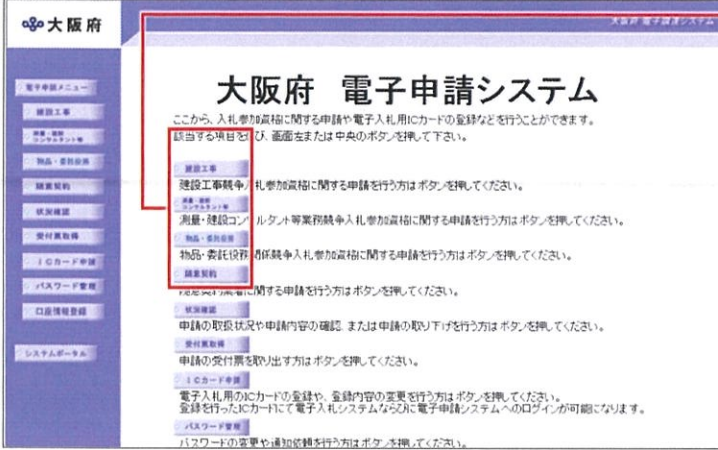 大阪府 電子調達システム
大阪府
電子申請メニュー
建設工事
測量・建設
コンサルタント等
物品・委託役務
随意契約
状況確認
受付票取得
ICカード申請
パスワード管理
口座情報登録
システムポータル
大阪府 電子申請システム
ここから、入札参加資格に関する申請や電子入札用ICカードの登録などを行うことができます。
該当する項目を選び、画面左または中央のボタンを押して下さい。
建設工事
建設工事競争入札参加資格に関する申請を行う方はボタンを押してください。
測量・建設
コンサルタント等
測量・建設コンサルタント等業務競争入札参加資格に関する申請を行う方はボタンを押してください。
物品・委託役務
物品・委託役務関係競争入札参加資格に関する申請を行う方はボタンを押してください。
随意契約
随意契約業者に関する申請を行う方はボタンを押してください。
状況確認
申請の取扱状況や申請内容の確認、または申請の取り下げを行う方はボタンを押してください。
受付票取得
申請の受付票を取り出す方はボタンを押してください。
ICカード申請
電子入札用のICカードの登録や、登録内容の変更を行う方はボタンを押してください。
登録を行ったICカードにて電子入札システムならびに電子申請システムへのログインが可能になります。
パスワード管理
パスワードの変更や通知依頼を行う方はボタンを押してください。